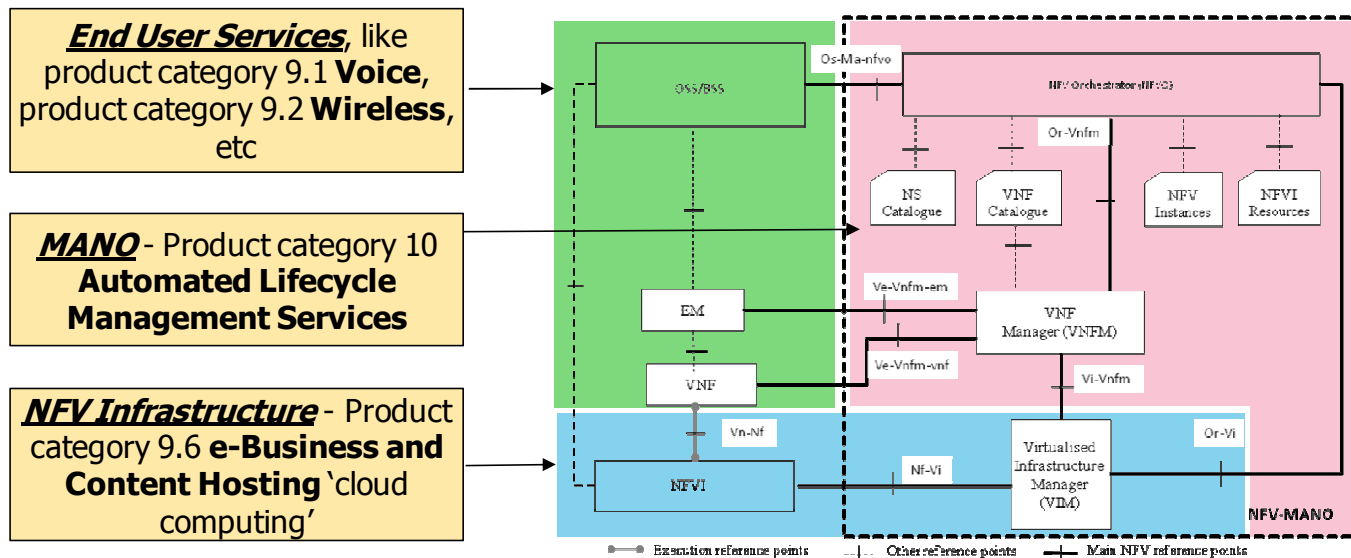 End User Services, like
product category 9.1 Voice,
product category 9.2 Wireless,
etc
MANO - Product category 10
Automated Lifecycle
Management Services
NFV Infrastructure - Product
category 9.6 e-Business and
Content Hosting ‘cloud
computing’
OSS/BSS
Os-Ma-nfvo
NFV Orchestrator (NFVO)
Or-Vnfm
NS
Catalogue
VNF
Catalogue
NFV
Instances
NFVI
Resources
EM
Ve-Vnfm-em
VNF
Manager (VNFM)
Ve-Vnfm-vnf
VNF
Vi-Vnfm
Vn-Nf
Or-Vi
NFVI
Nf-Vi
Virtualised
Infrastructure
Manager
(VIM)
NFV-MANO
Execution reference points
Other reference points
Main NFV reference points